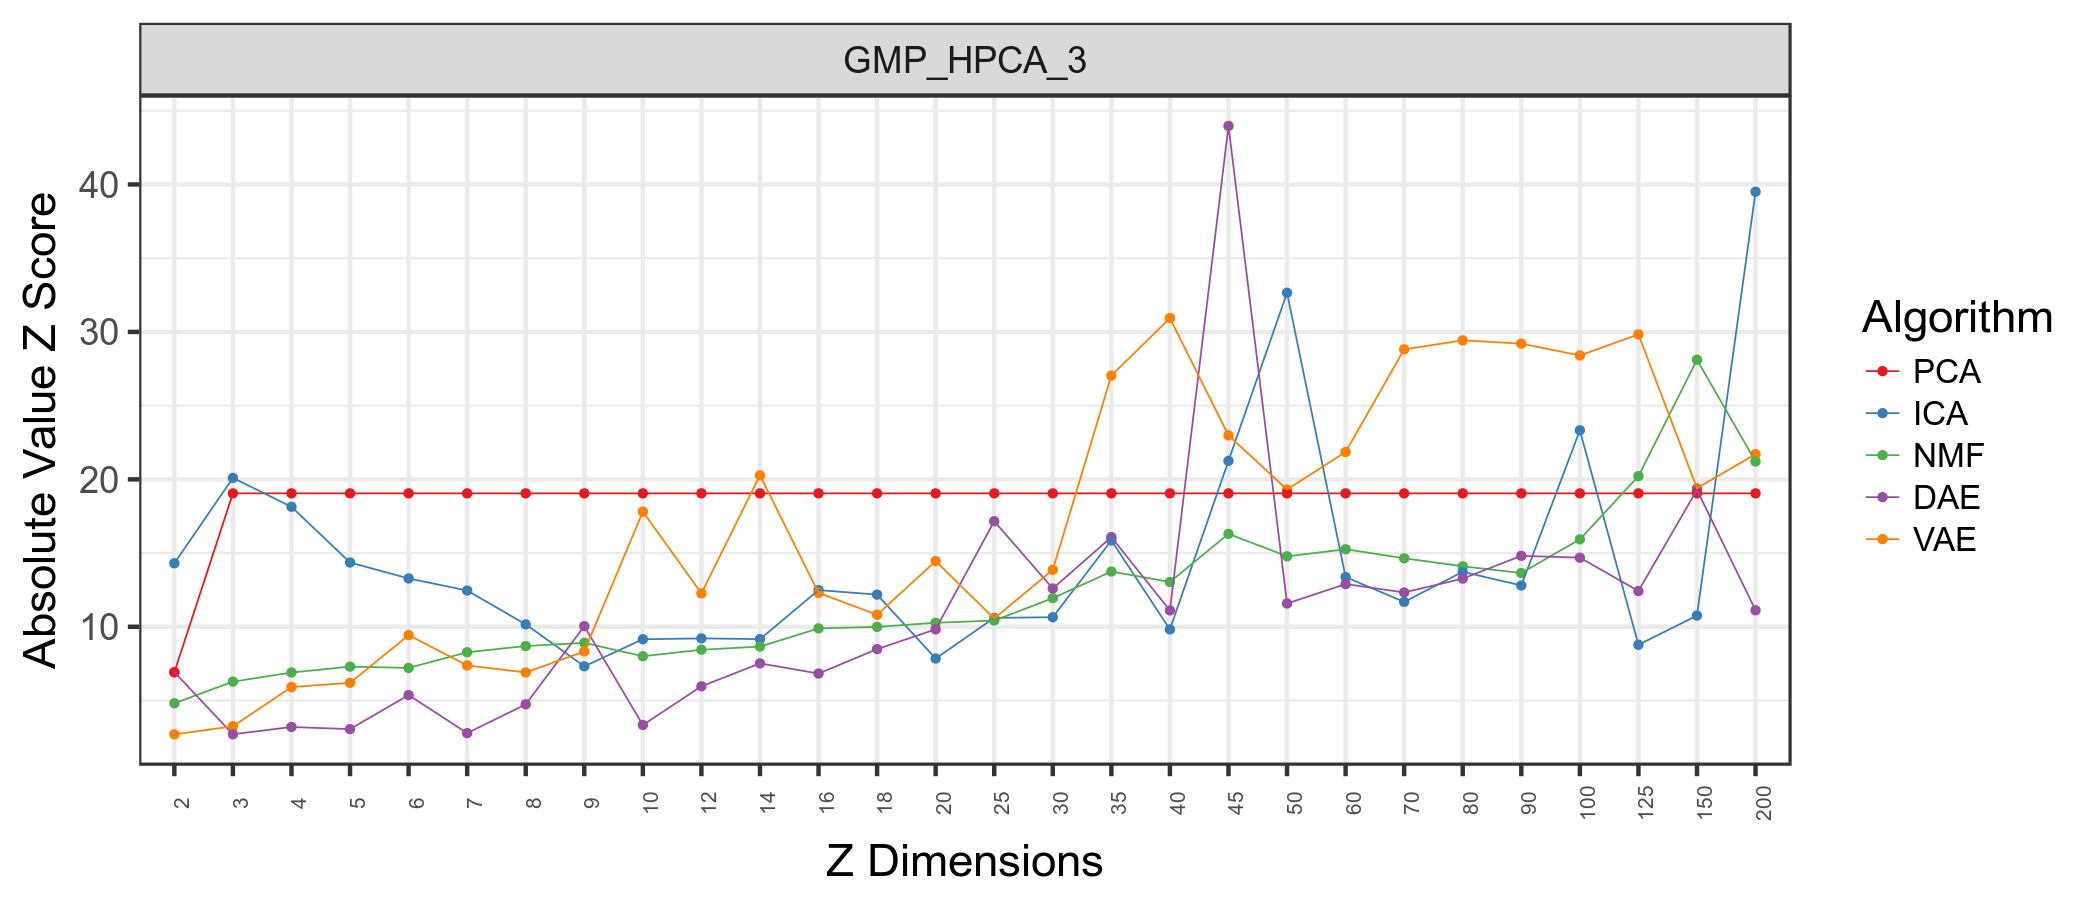 GMP_HPCA_3
Absolute Value Z Score
40
30
20
10
2 3 4 5 6 7 8 9 10 12 14 16 18 20 25 30 35 40 45 50 60 70 80 90 100 125 150 200
Z Dimensions
Algorithm
PCA
ICA
NMF
DAE
VAE